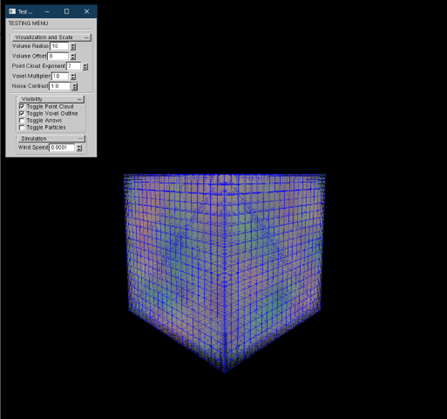 Test ...
TESTING MENU
Visualization and Scale
Volume Radius 10
Volume Offset 0
Point Cloud Exponent 7
Voxel Multiplier 10
Noise Contrast 1.0
Visibility
Toggle Point Cloud
Toggle Voxel Outline
Toggle Arrows
Toggle Particles
Simulation
Wind Speed 0.0001